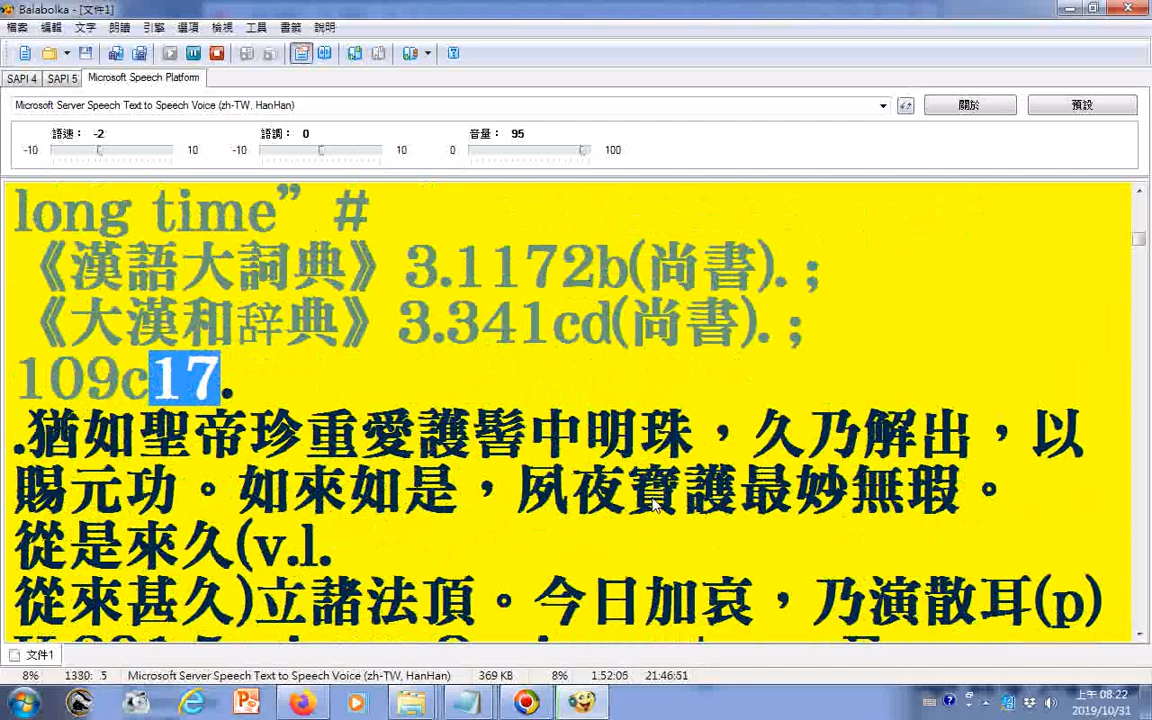 Balabolka - [文件1]
檔案 編輯 文字 朗讀 引擎 選項 檢視 工具 書籤 說明
SAPI 4 SAPI 5 Microsoft Speech Platform
Microsoft Server Speech Text to Speech Voice (zh-TW, HanHan) 關於 預設
語速： -2 語調： 0 音量： 95
-10 10 -10 10 0 100
long time” #
《漢語大詞典》3.1172b(尚書).；
《大漢和辞典》3.341cd(尚書).；
109c17.
.猶如聖帝珍重愛護髻中明珠，久乃解出，以
賜元功。如來如是，夙夜寶護最妙無瑕。
從是來久(v.l.
從來甚久)立諸法頂。今日加哀，乃演散耳(p)
文件1
8% 1380: 5 Microsoft Server Speech Text to Speech Voice (zh-TW, HanHan) 369 KB 8% 1:52:05 21:46:51
上午 08:22
2019/10/31